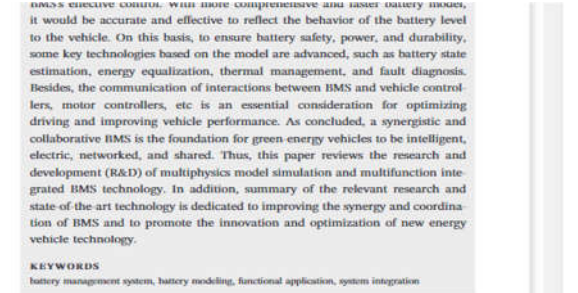 BMS's effective control. With more comprehensive and faster battery model,
it would be accurate and effective to reflect the behavior of the battery level
to the vehicle. On this basis, to ensure battery safety, power, and durability,
some key technologies based on the model are advanced, such as battery state
estimation, energy equalization, thermal management, and fault diagnosis.
Besides, the communication of interactions between BMS and vehicle control-
lers, motor controllers, etc is an essential consideration for optimizing
driving and improving vehicle performance. As concluded, a synergistic and
collaborative BMS is the foundation for green-energy vehicles to be intelligent,
electric, networked, and shared. Thus, this paper reviews the research and
development (R&D) of multiphysics model simulation and multifunction inte-
grated BMS technology. In addition, summary of the relevant research and
state-of-the-art technology is dedicated to improving the synergy and coordina-
tion of BMS and to promote the innovation and optimization of new energy
vehicle technology.
KEYWORDS
battery management system, battery modeling, functional application, system integration